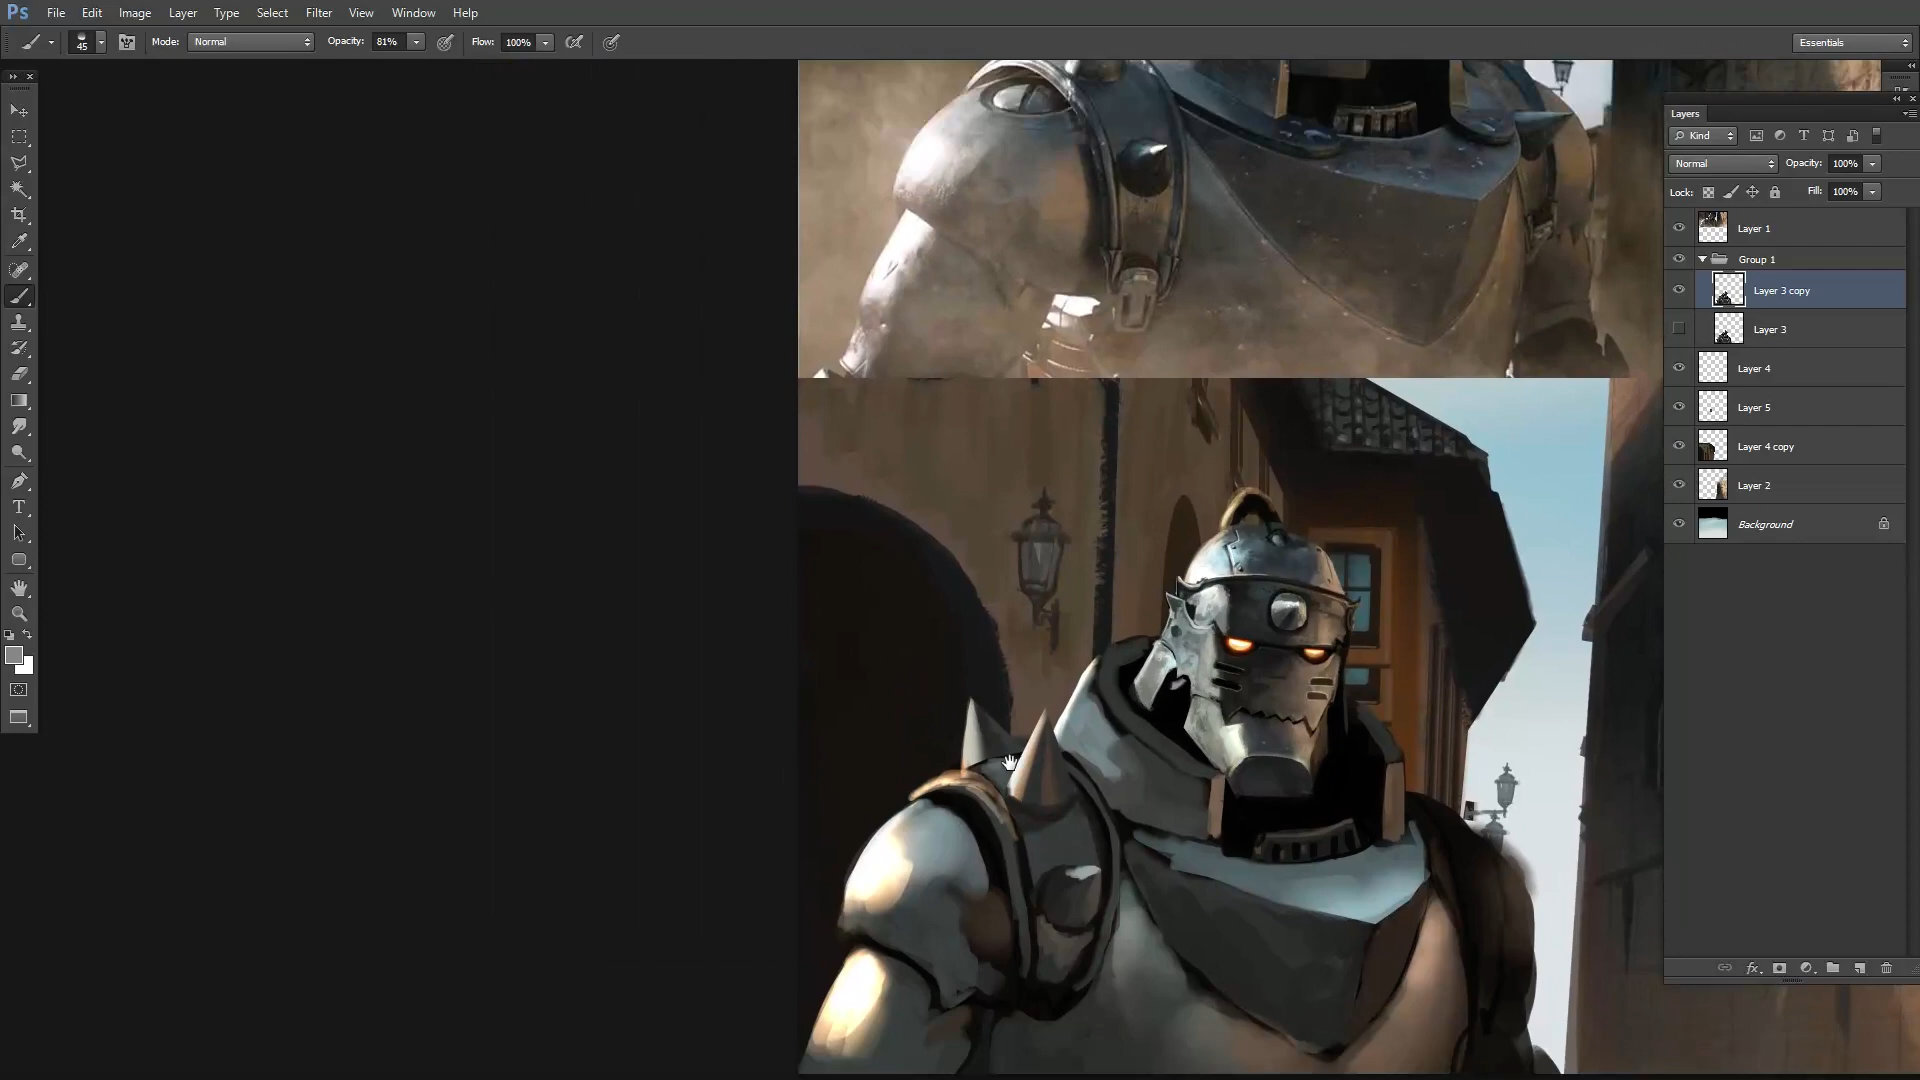 Ps File Edit Image Layer Type Select Filter View Window Help
45 Mode: Normal Opacity: 81% Flow: 100% Essentials
Layers
Kind
Normal Opacity: 100%
Lock: Fill: 100%
Layer 1
Group 1
Layer 3 copy
Layer 3
Layer 4
Layer 5
Layer 4 copy
Layer 2
Background
fx